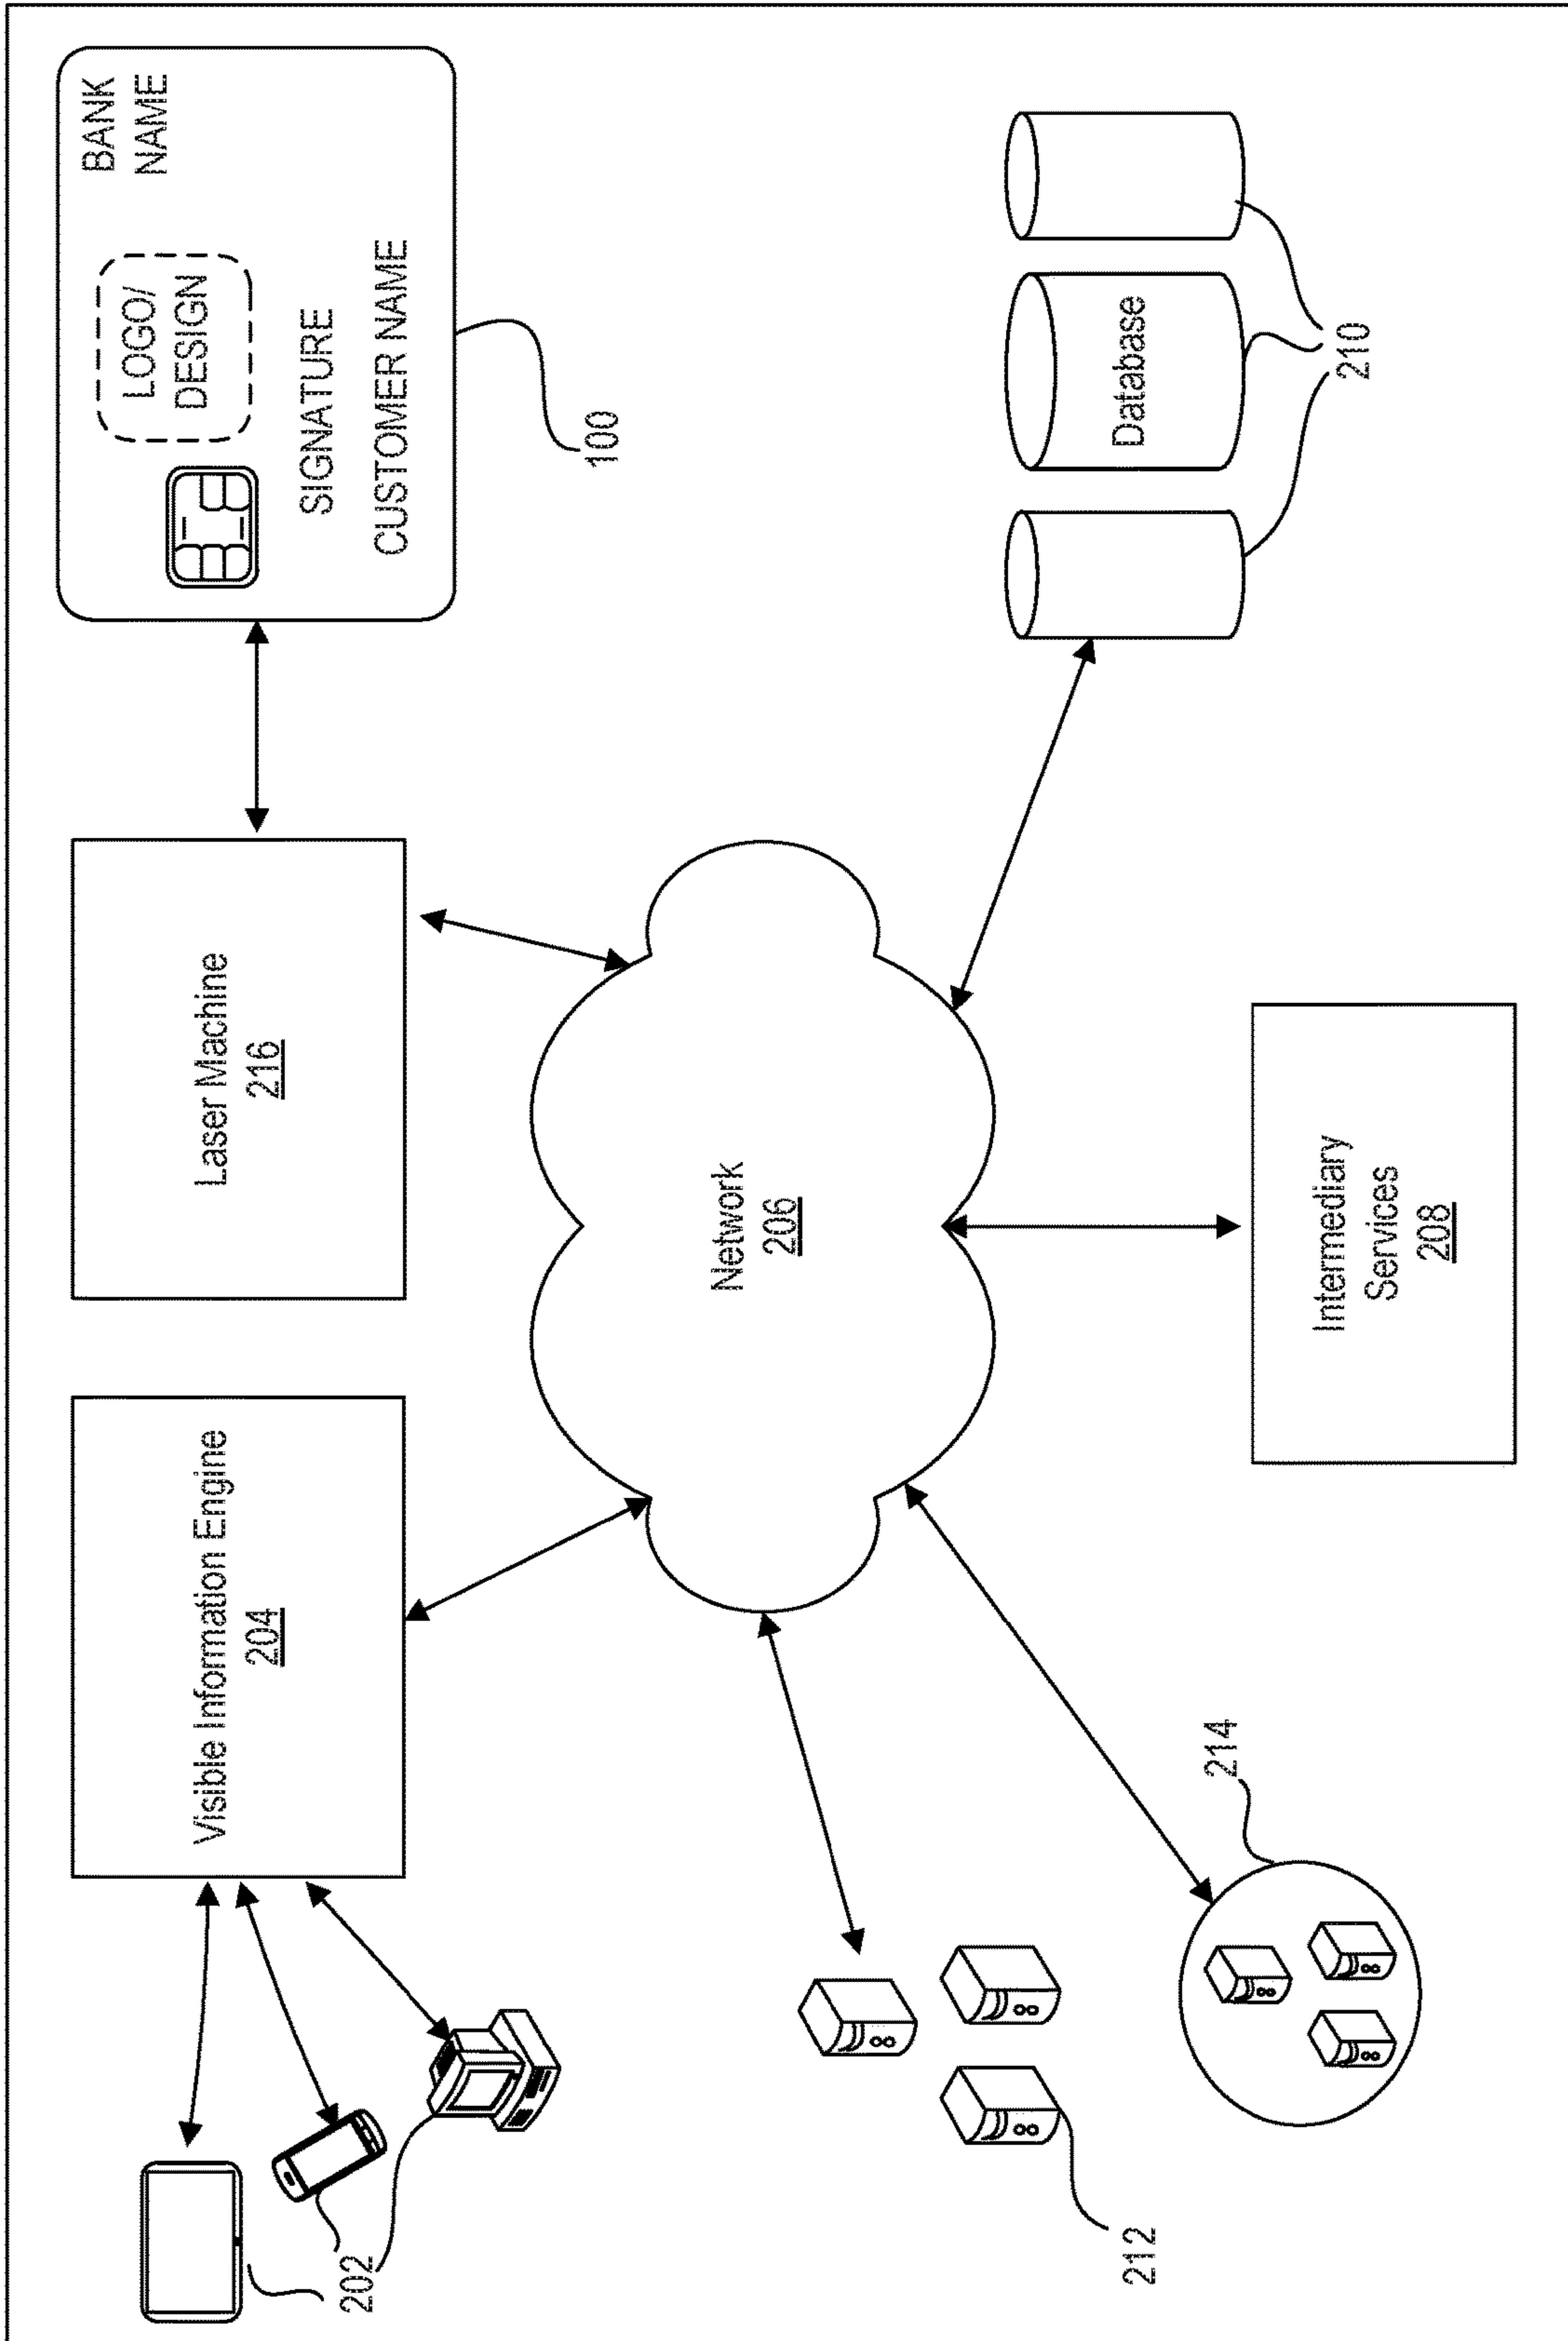 202
Visible Information Engine
204
Laser Machine
216
LOGO/
DESIGN
BANK
NAME
SIGNATURE
CUSTOMER NAME
100
Network
206
212
214
Intermediary
Services
208
Database
210